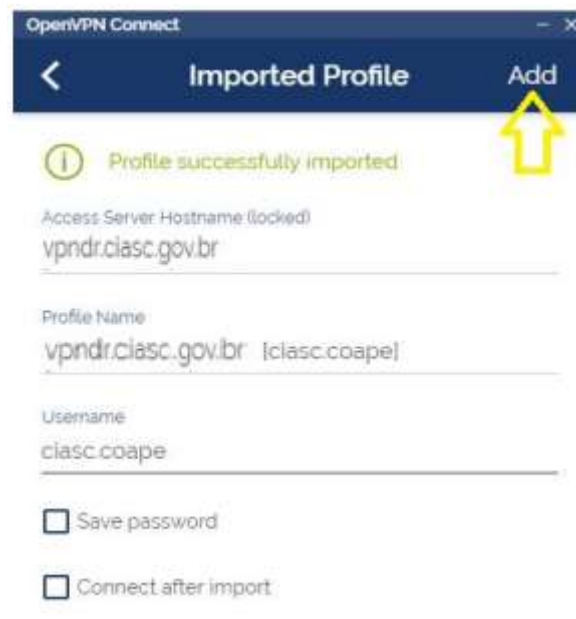 OpenVPN Connect
Imported Profile Add
Profile successfully imported
Access Server Hostname (locked)
vpndr.ciasc.gov.br
Profile Name
vpndr.ciasc.gov.br [ciasc.coape]
Username
ciasc.coape
Save password
Connect after import